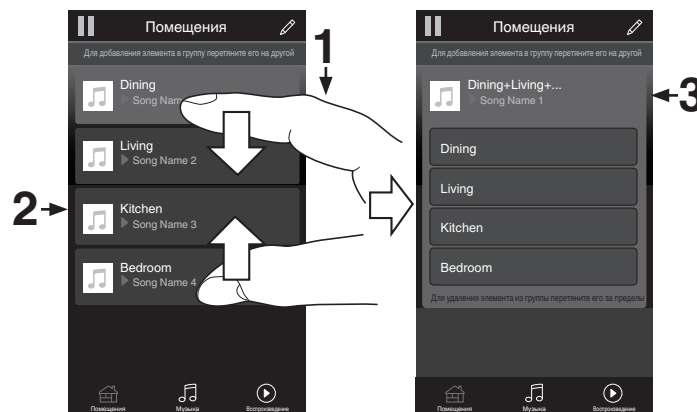 Помещения
Для добавления элемента в группу перетяните его на другой
1
Dining
Song Nam
Living
Song Name 2
2
Kitchen
Song Name 3
Bedroom
Song Name 4
Помещения
Музыка
Воспроизведение
Помещения
Для добавления элемента в группу перетяните его на другой
Dining+Living+...
Song Name 1
3
Dining
Living
Kitchen
Bedroom
Для удаления элемента из группы перетяните его за пределы
Помещения
Музыка
Воспроизведение